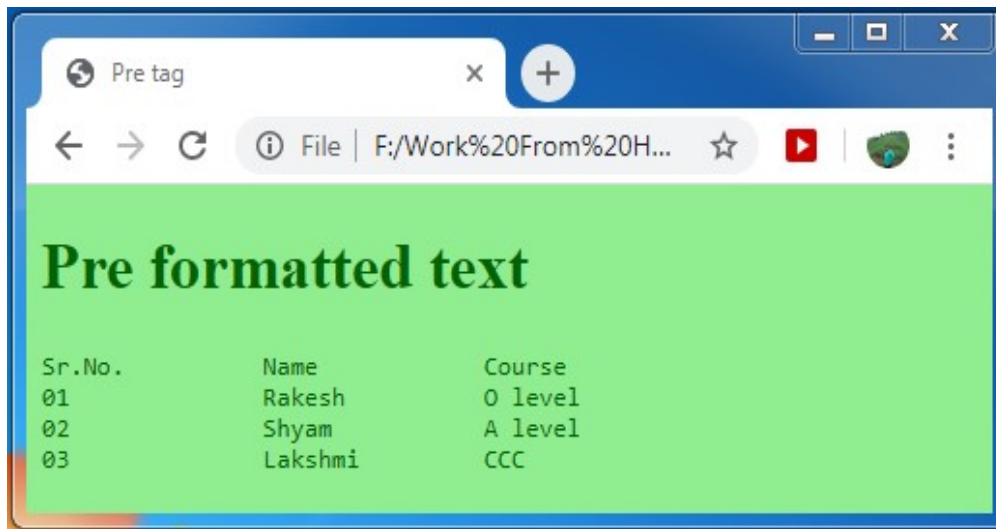 Pre tag
File F:/Work%20From%20H...
Pre formatted text
Sr.No. Name Course
01 Rakesh O level
02 Shyam A level
03 Lakshmi CCC